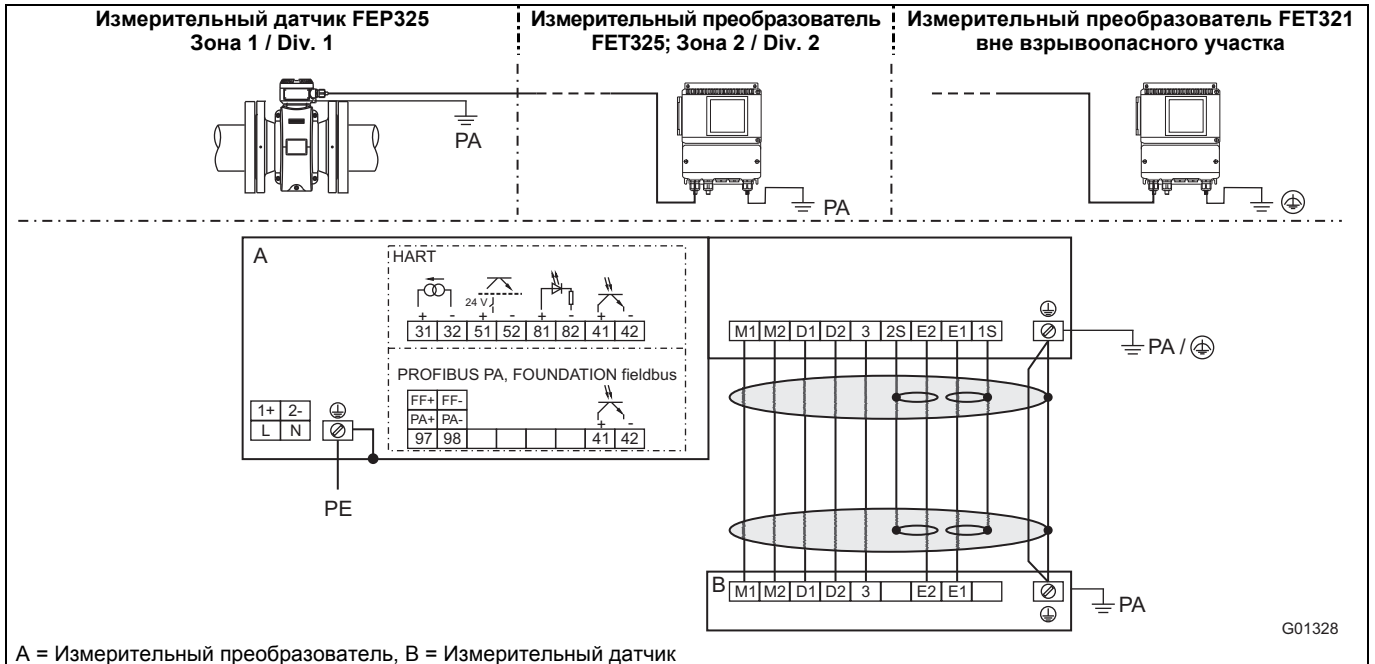 Измерительный датчик FEP325
Зона 1 / Div. 1
Измерительный преобразователь
FET325; Зона 2 / Div. 2
Измерительный преобразователь FET321
вне взрывоопасного участка
PA
PA
A
HART
24 V
+ - + - + - + -
31 32 51 52 81 82 41 42
PROFIBUS PA, FOUNDATION fieldbus
FF+ FF-
PA+ PA- + -
97 98 41 42
1+ 2-
L N
PE
M1 M2 D1 D2 3 2S E2 E1 1S
PA /
B M1 M2 D1 D2 3 E2 E1
PA
G01328
A = Измерительный преобразователь, B = Измерительный датчик